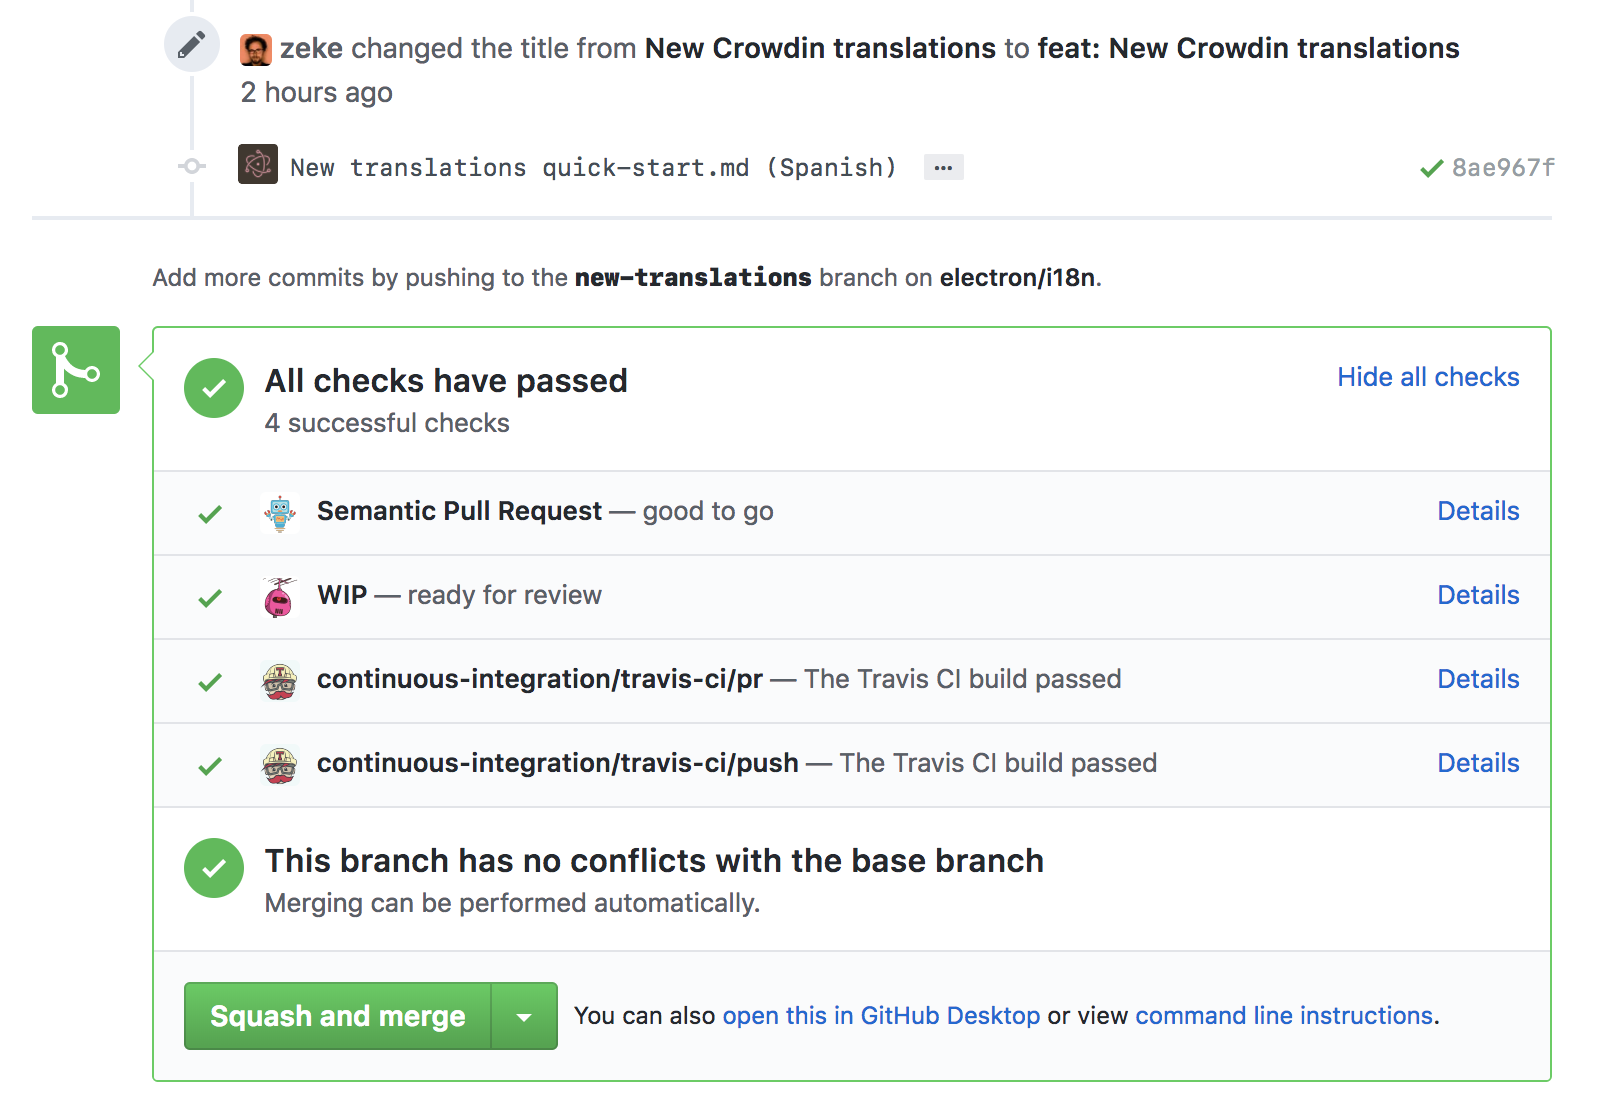 zeke changed the title from New Crowdin translations to feat: New Crowdin translations
2 hours ago
New translations quick-start.md (Spanish) ...
8ae967f
Add more commits by pushing to the new-translations branch on electron/i18n.
All checks have passed
Hide all checks
4 successful checks
Semantic Pull Request — good to go
Details
WIP — ready for review
Details
continuous-integration/travis-ci/pr — The Travis CI build passed
Details
continuous-integration/travis-ci/push — The Travis CI build passed
Details
This branch has no conflicts with the base branch
Merging can be performed automatically.
Squash and merge
You can also open this in GitHub Desktop or view command line instructions.